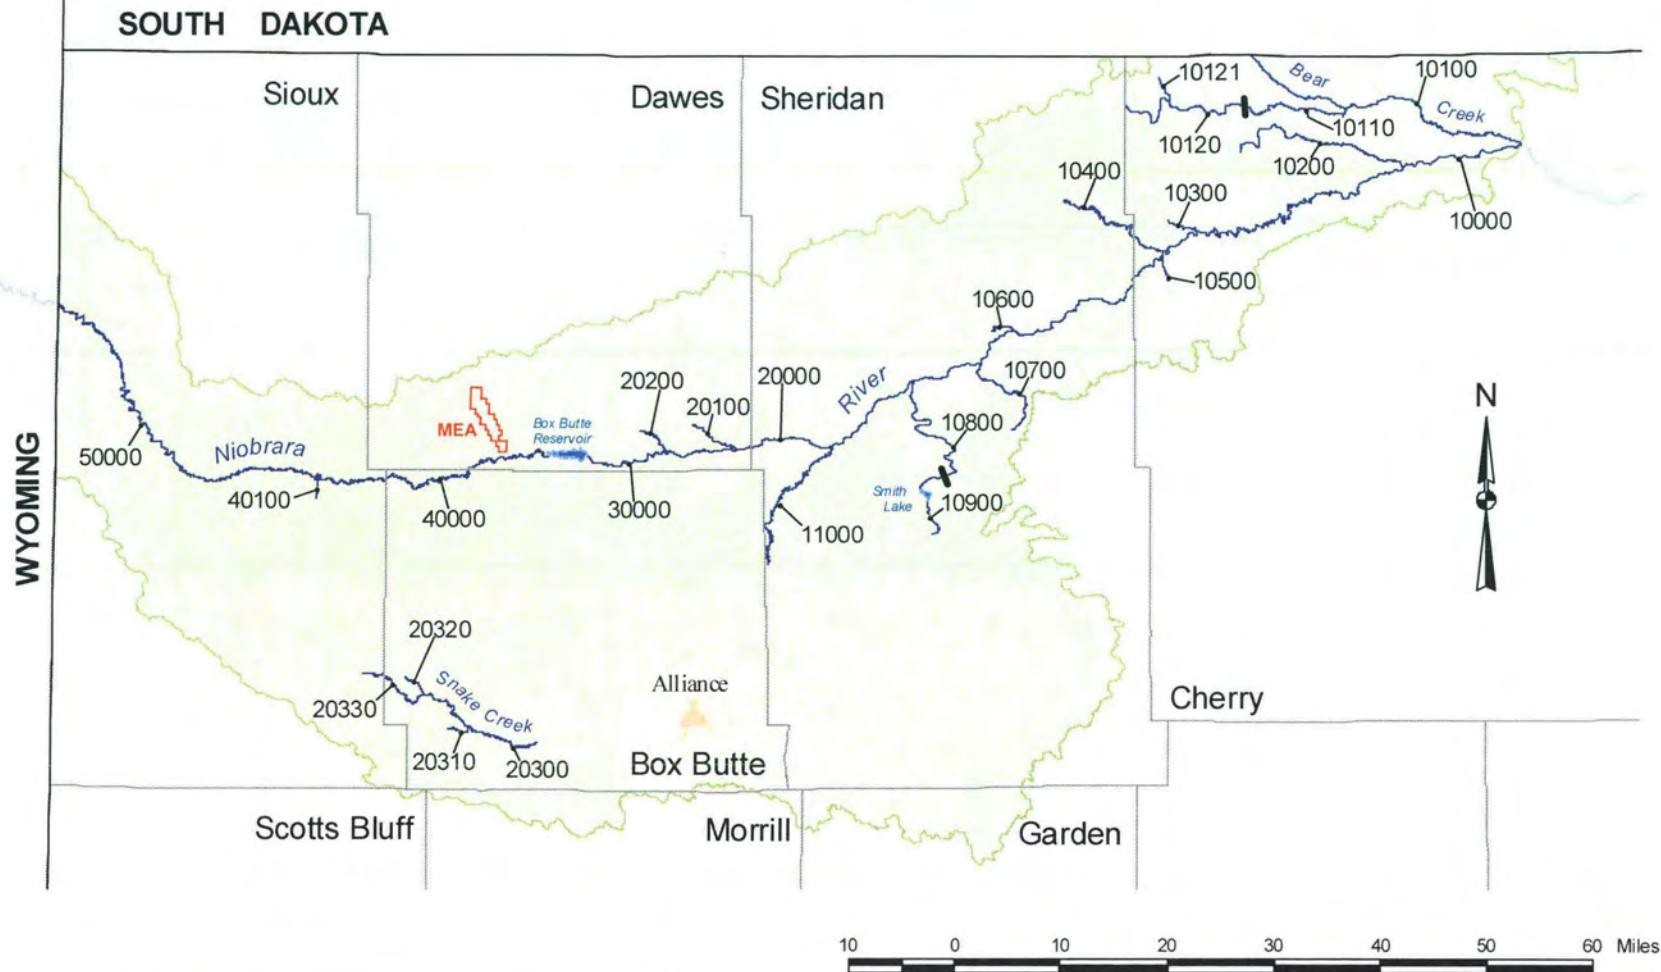 SOUTH DAKOTA
Sioux
Dawes
Sheridan
10121
Bear
10100
Creek
10110
10120
10200
10400
10300
10000
10500
10600
10700
River
20000
20200
20100
10800
MEA
Box Butte
Reservoir
N
WYOMING
50000
Niobrara
40100
40000
30000
Smith
Lake
10900
11000
20320
Snake Creek
Alliance
20330
Cherry
20310
20300
Box Butte
Scotts Bluff
Morrill
Garden
10 0 10 20 30 40 50 60 Miles